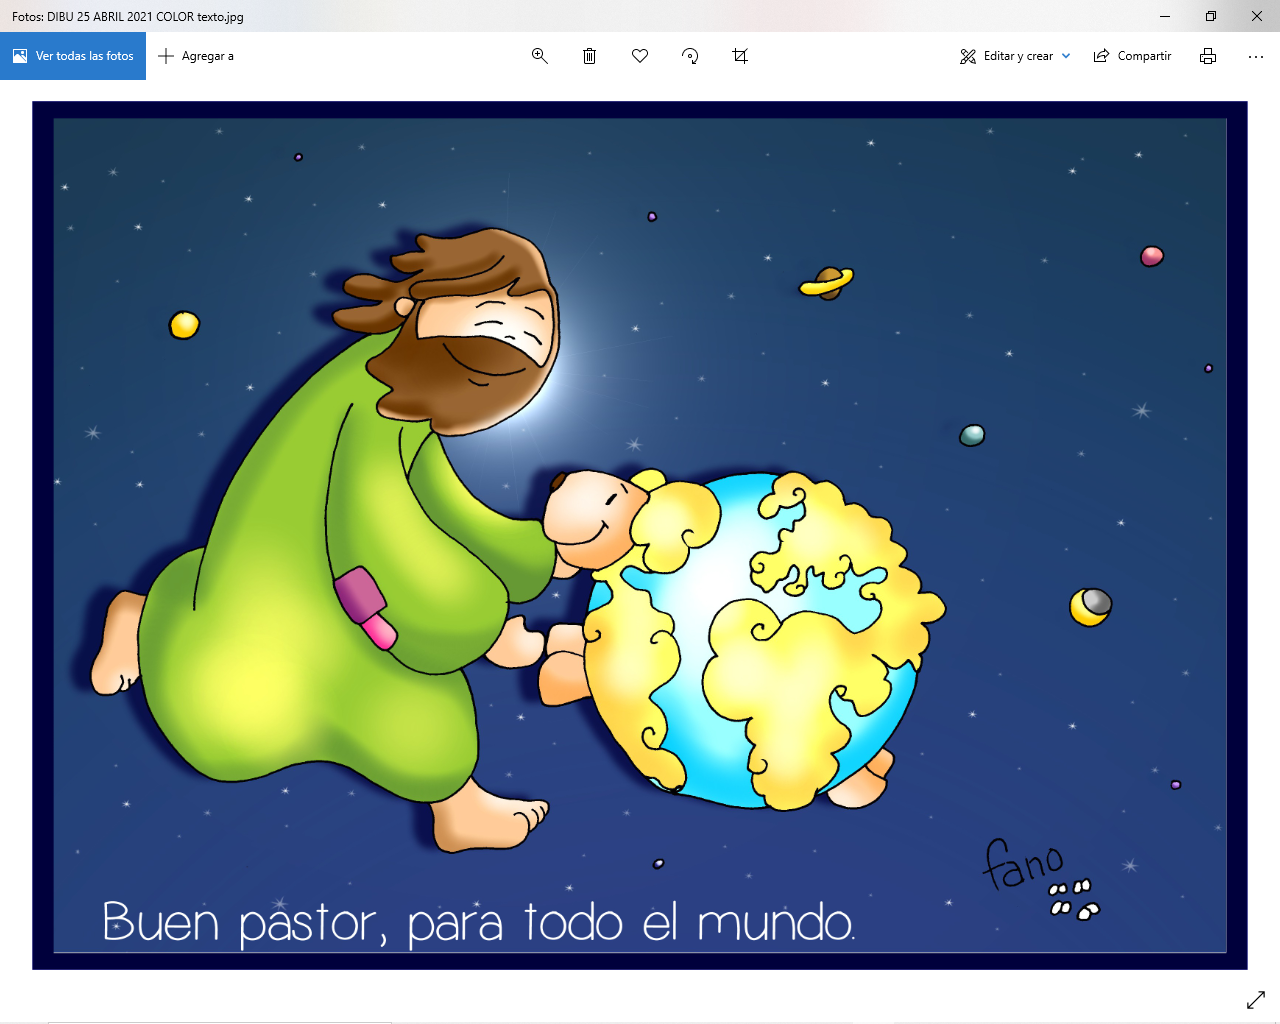 Fotos: DIBU 25 ABRIL 2021 COLOR texto.jpg
Ver todas las fotos
Agregar a
Editar y crear
Compartir
fano
Buen pastor, para todo el mundo.